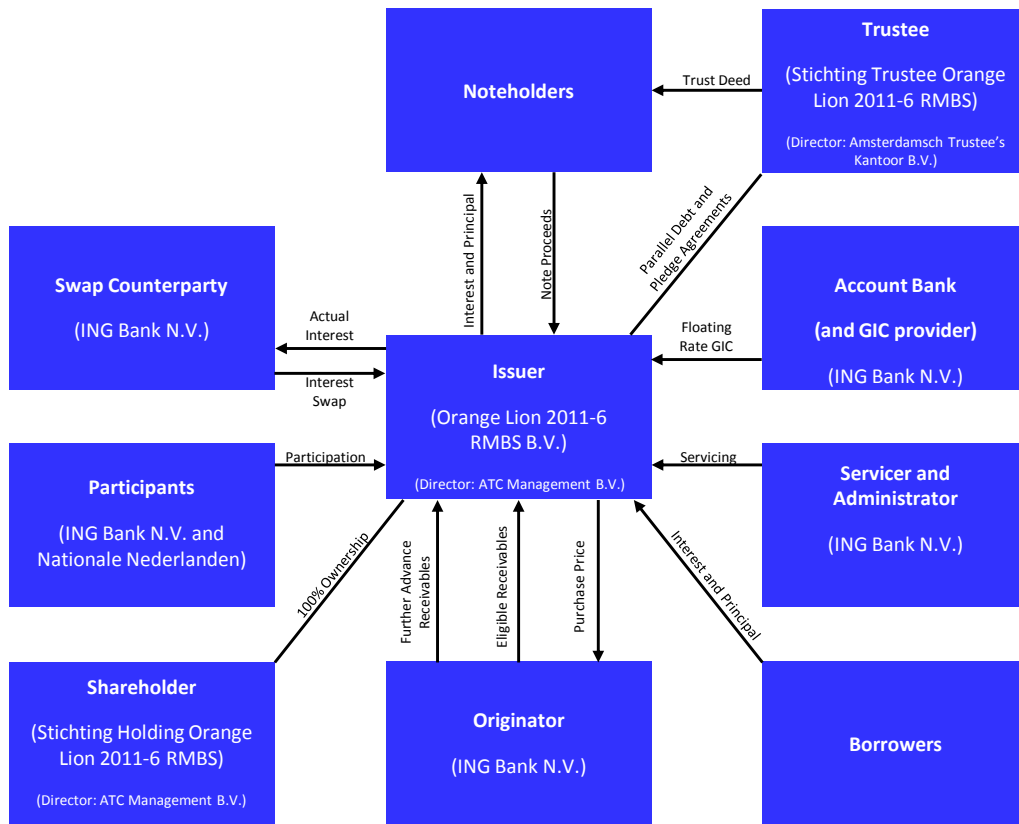 Trustee
(Stichting Trustee Orange
Lion 2011-6 RMBS)
(Director: Amsterdamsch Trustee's
Kantoor B.V.)
Trust Deed
Noteholders
Interest and Principal
Note Proceeds
Parallel Debt and
Pledge Agreements
Swap Counterparty
(ING Bank N.V.)
Actual
Interest
Interest
Swap
Issuer
(Orange Lion 2011-6
RMBS B.V.)
(Director: ATC Management B.V.)
Floating
Rate GIC
Account Bank
(and GIC provider)
(ING Bank N.V.)
Participants
(ING Bank N.V. and
Nationale Nederlanden)
Participation
Servicing
Servicer and
Administrator
(ING Bank N.V.)
100% Ownership
Further Advance
Receivables
Eligible Receivables
Purchase Price
Interest and Principal
Shareholder
(Stichting Holding Orange
Lion 2011-6 RMBS)
(Director: ATC Management B.V.)
Originator
(ING Bank N.V.)
Borrowers